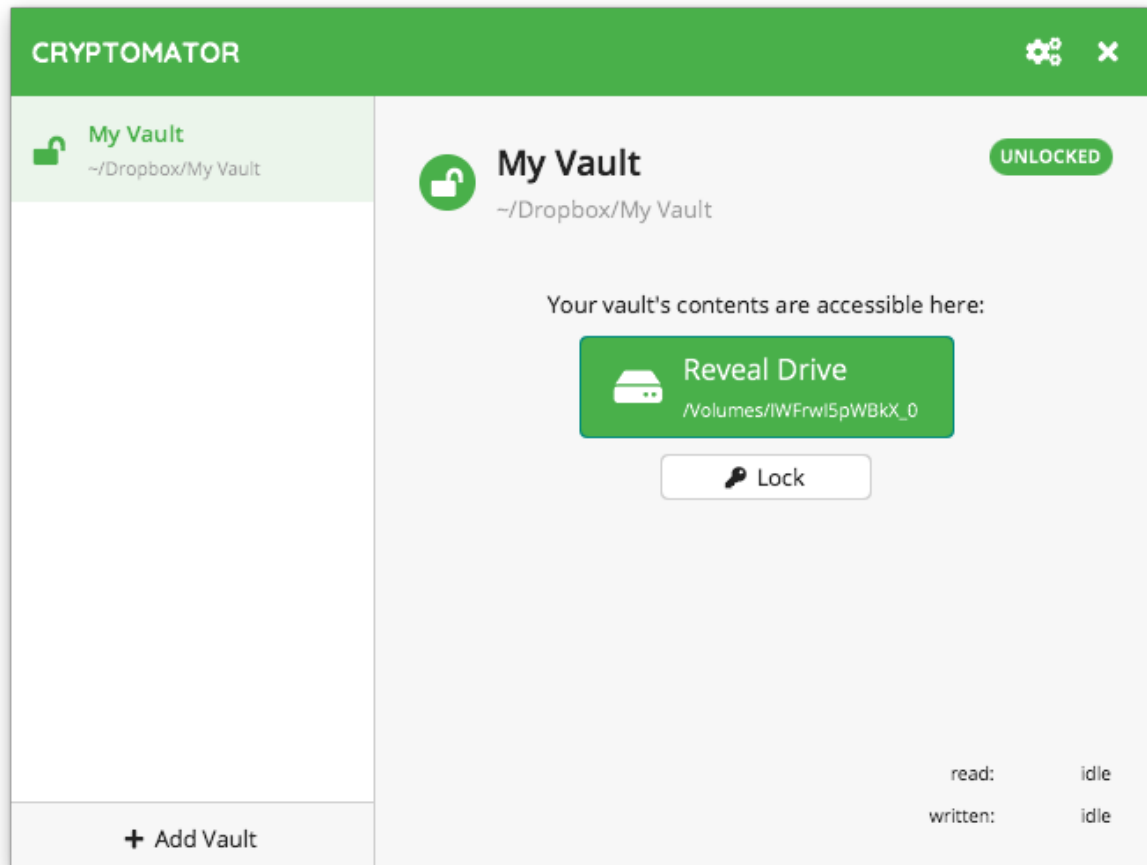 CRYPTOMATOR
My Vault
~/Dropbox/My Vault
My Vault
UNLOCKED
~/Dropbox/My Vault
Your vault's contents are accessible here:
Reveal Drive
/Volumes/IWFrwI5pWBkX_0
Lock
read: idle
written: idle
+ Add Vault